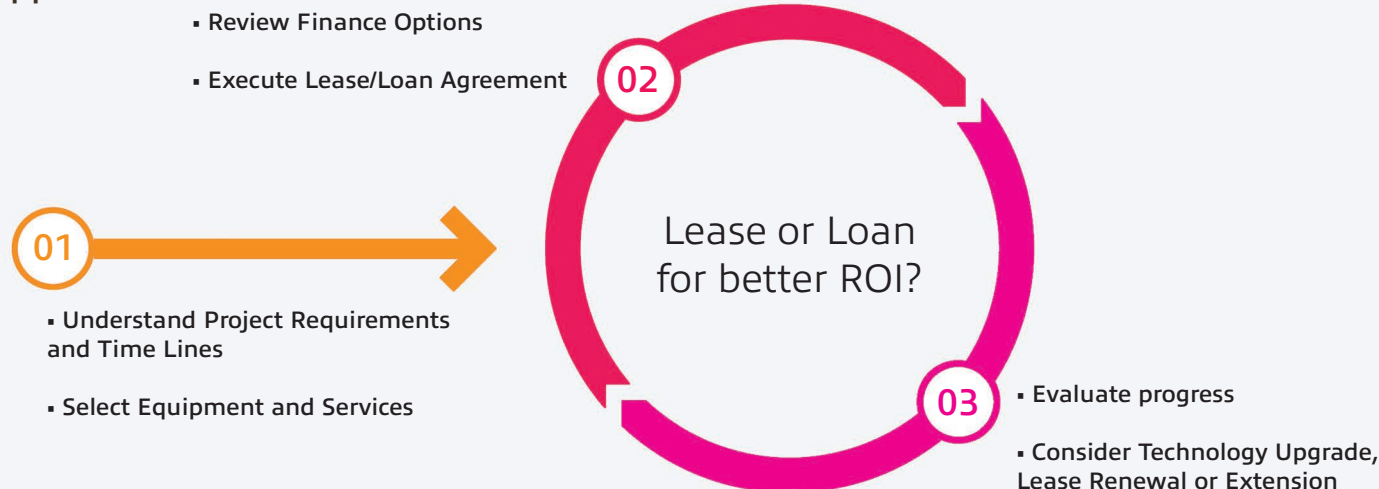 ▪ Review Finance Options
▪ Execute Lease/Loan Agreement
02
01
Lease or Loan
for better ROI?
▪ Understand Project Requirements
and Time Lines
▪ Select Equipment and Services
03
▪ Evaluate progress
▪ Consider Technology Upgrade,
Lease Renewal or Extension